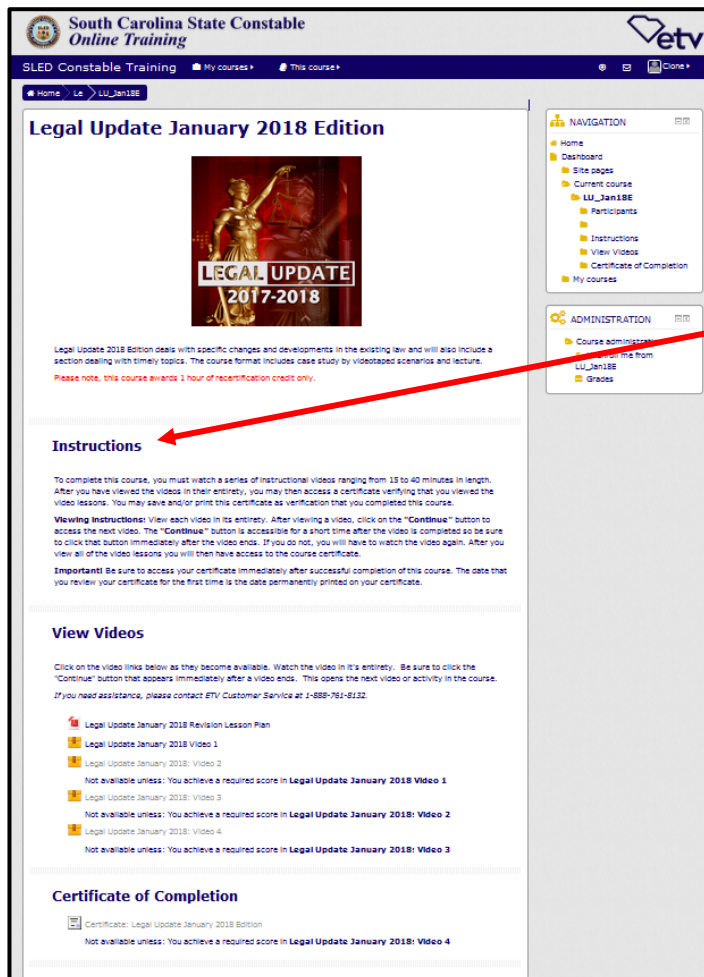 South Carolina State Constable
Online Training
etv
SLED Constable Training My courses This course Clone
Home Le LU_Jan18E
Legal Update January 2018 Edition
LEGAL UPDATE
2017-2018
Legal Update 2018 Edition deals with specific changes and developments in the existing law and will also include a
section dealing with timely topics. The course format includes case study by videotaped scenarios and lecture.
Please note, this course awards 1 hour of recertification credit only.
Instructions
To complete this course, you must watch a series of instructional videos ranging from 15 to 40 minutes in length.
After you have viewed the videos in their entirety, you may then access a certificate verifying that you viewed the
video lessons. You may save and/or print this certificate as verification that you completed this course.
Viewing Instructions: View each video in its entirety. After viewing a video, click on the "Continue" button to
access the next video. The "Continue" button is accessible for a short time after the video is completed so be sure
to click that button immediately after the video ends. If you do not, you will have to watch the video again. After you
view all of the video lessons you will then have access to the course certificate.
Important! Be sure to access your certificate immediately after successful completion of this course. The date that
you review your certificate for the first time is the date permanently printed on your certificate.
View Videos
Click on the video links below as they become available. Watch the video in it's entirety. Be sure to click the
"Continue" button that appears immediately after a video ends. This opens the next video or activity in the course.
If you need assistance, please contact ETV Customer Service at 1-888-761-8132.
Legal Update January 2018 Revision Lesson Plan
Legal Update January 2018 Video 1
Legal Update January 2018: Video 2
Not available unless: You achieve a required score in Legal Update January 2018 Video 1
Legal Update January 2018: Video 3
Not available unless: You achieve a required score in Legal Update January 2018: Video 2
Legal Update January 2018: Video 4
Not available unless: You achieve a required score in Legal Update January 2018: Video 3
Certificate of Completion
Certificate: Legal Update January 2018 Edition
Not available unless: You achieve a required score in Legal Update January 2018: Video 4
NAVIGATION
Home
Dashboard
Site pages
Current course
LU_Jan18E
Participants
Instructions
View Videos
Certificate of Completion
My courses
ADMINISTRATION
Course
me from
LU_Jan18E
Grades